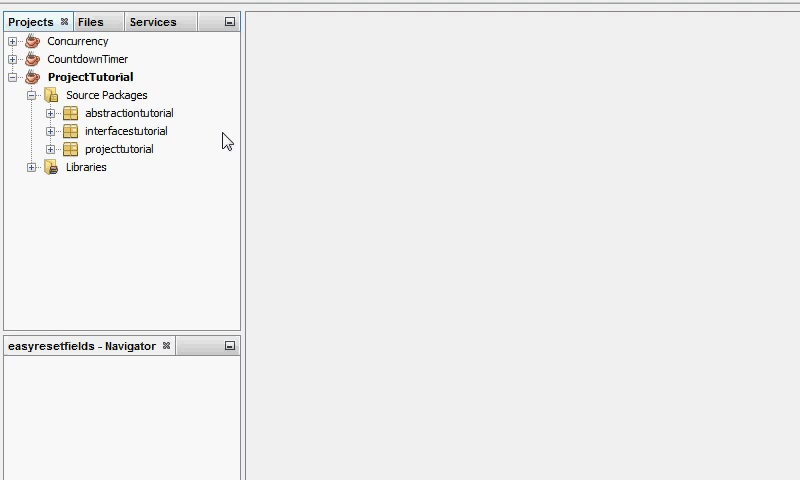 Projects Files Services
Concurrency
CountdownTimer
ProjectTutorial
Source Packages
abstractiontutorial
interfacestutorial
projecttutorial
Libraries
easyresetfields - Navigator